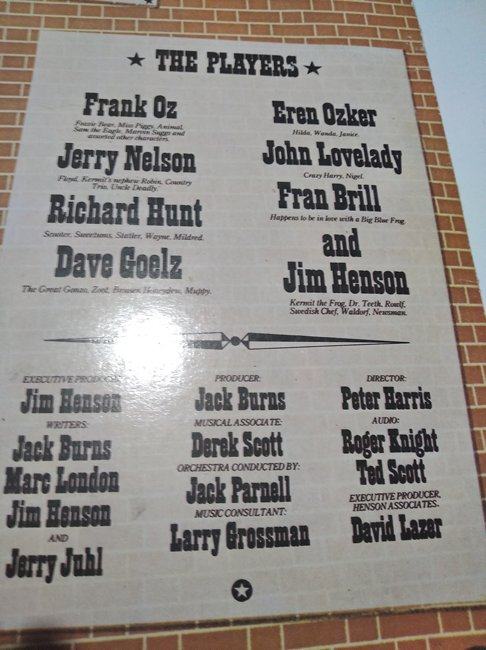 ★ THE PLAYERS ★
Frank Oz
Fozzie Bear, Miss Piggy, Animal,
Sam the Eagle, Marvin Suggs and
assorted other characters.
Jerry Nelson
Floyd, Kermit's nephew Robin, Country
Trio, Uncle Deadly.
Richard Hunt
Scooter, Sweetums, Statler, Wayne, Mildred.
Dave Goelz
The Great Gonzo, Zoot, Bunsen Honeydew, Muppy.
Eren Ozker
Hilda, Wanda, Janice.
John Lovelady
Crazy Harry, Nigel.
Fran Brill
Happens to be in love with a Big Blue Frog.
and
Jim Henson
Kermit the Frog, Dr. Teeth, Rowlf,
Swedish Chef, Waldorf, Newsman.
EXECUTIVE PRODUCER:
Jim Henson
WRITERS:
Jack Burns
Marc London
Jim Henson
AND
Jerry Juhl
PRODUCER:
Jack Burns
MUSICAL ASSOCIATE:
Derek Scott
ORCHESTRA CONDUCTED BY:
Jack Parnell
MUSIC CONSULTANT:
Larry Grossman
DIRECTOR:
Peter Harris
AUDIO:
Roger Knight
Ted Scott
EXECUTIVE PRODUCER,
HENSON ASSOCIATES.
David Lazer